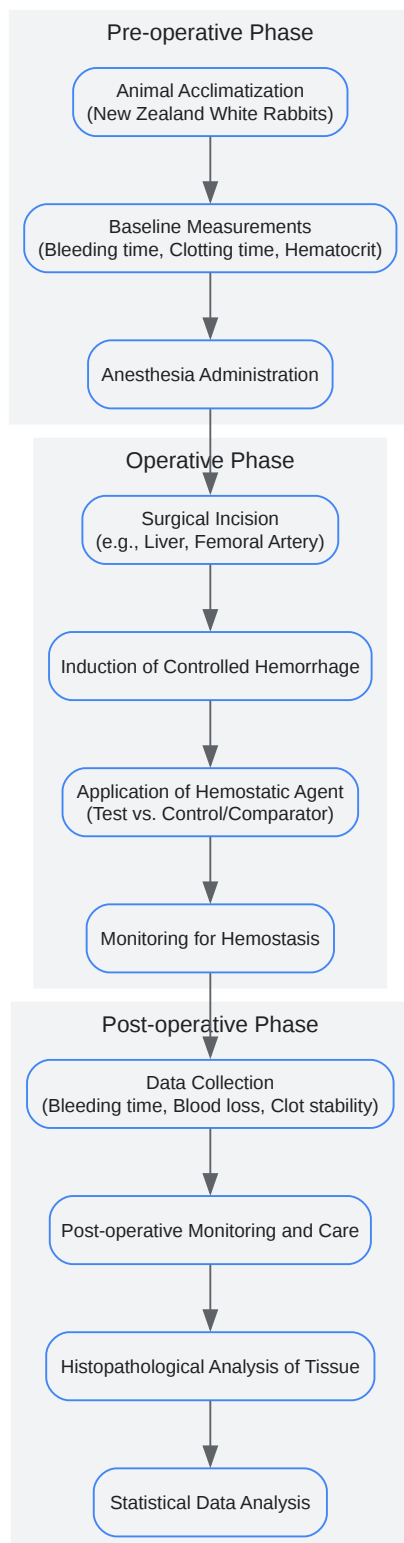 Pre-operative Phase
Animal Acclimatization
(New Zealand White Rabbits)
Baseline Measurements
(Bleeding time, Clotting time, Hematocrit)
Anesthesia Administration
Operative Phase
Surgical Incision
(e.g., Liver, Femoral Artery)
Induction of Controlled Hemorrhage
Application of Hemostatic Agent
(Test vs. Control/Comparator)
Monitoring for Hemostasis
Post-operative Phase
Data Collection
(Bleeding time, Blood loss, Clot stability)
Post-operative Monitoring and Care
Histopathological Analysis of Tissue
Statistical Data Analysis